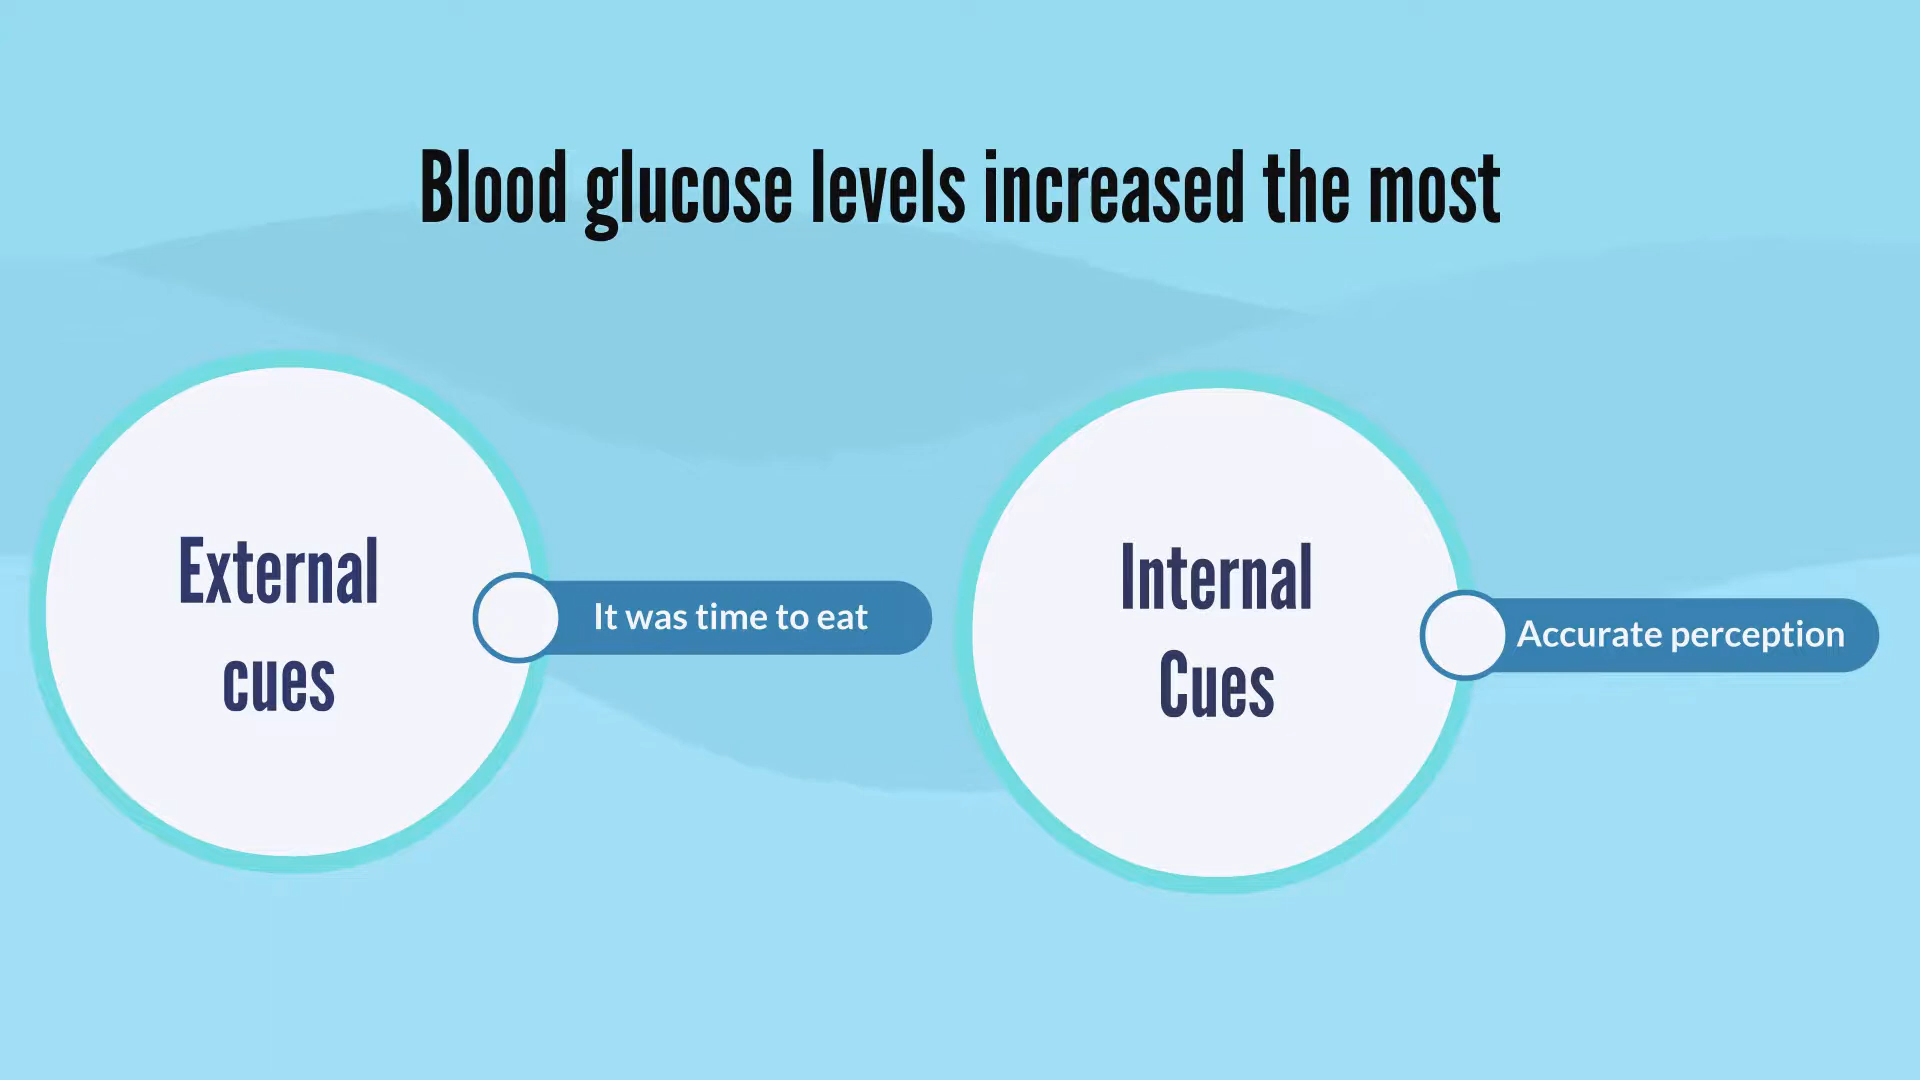 Blood glucose levels increased the most
External
cues
It was time to eat
Internal
Cues
Accurate perception